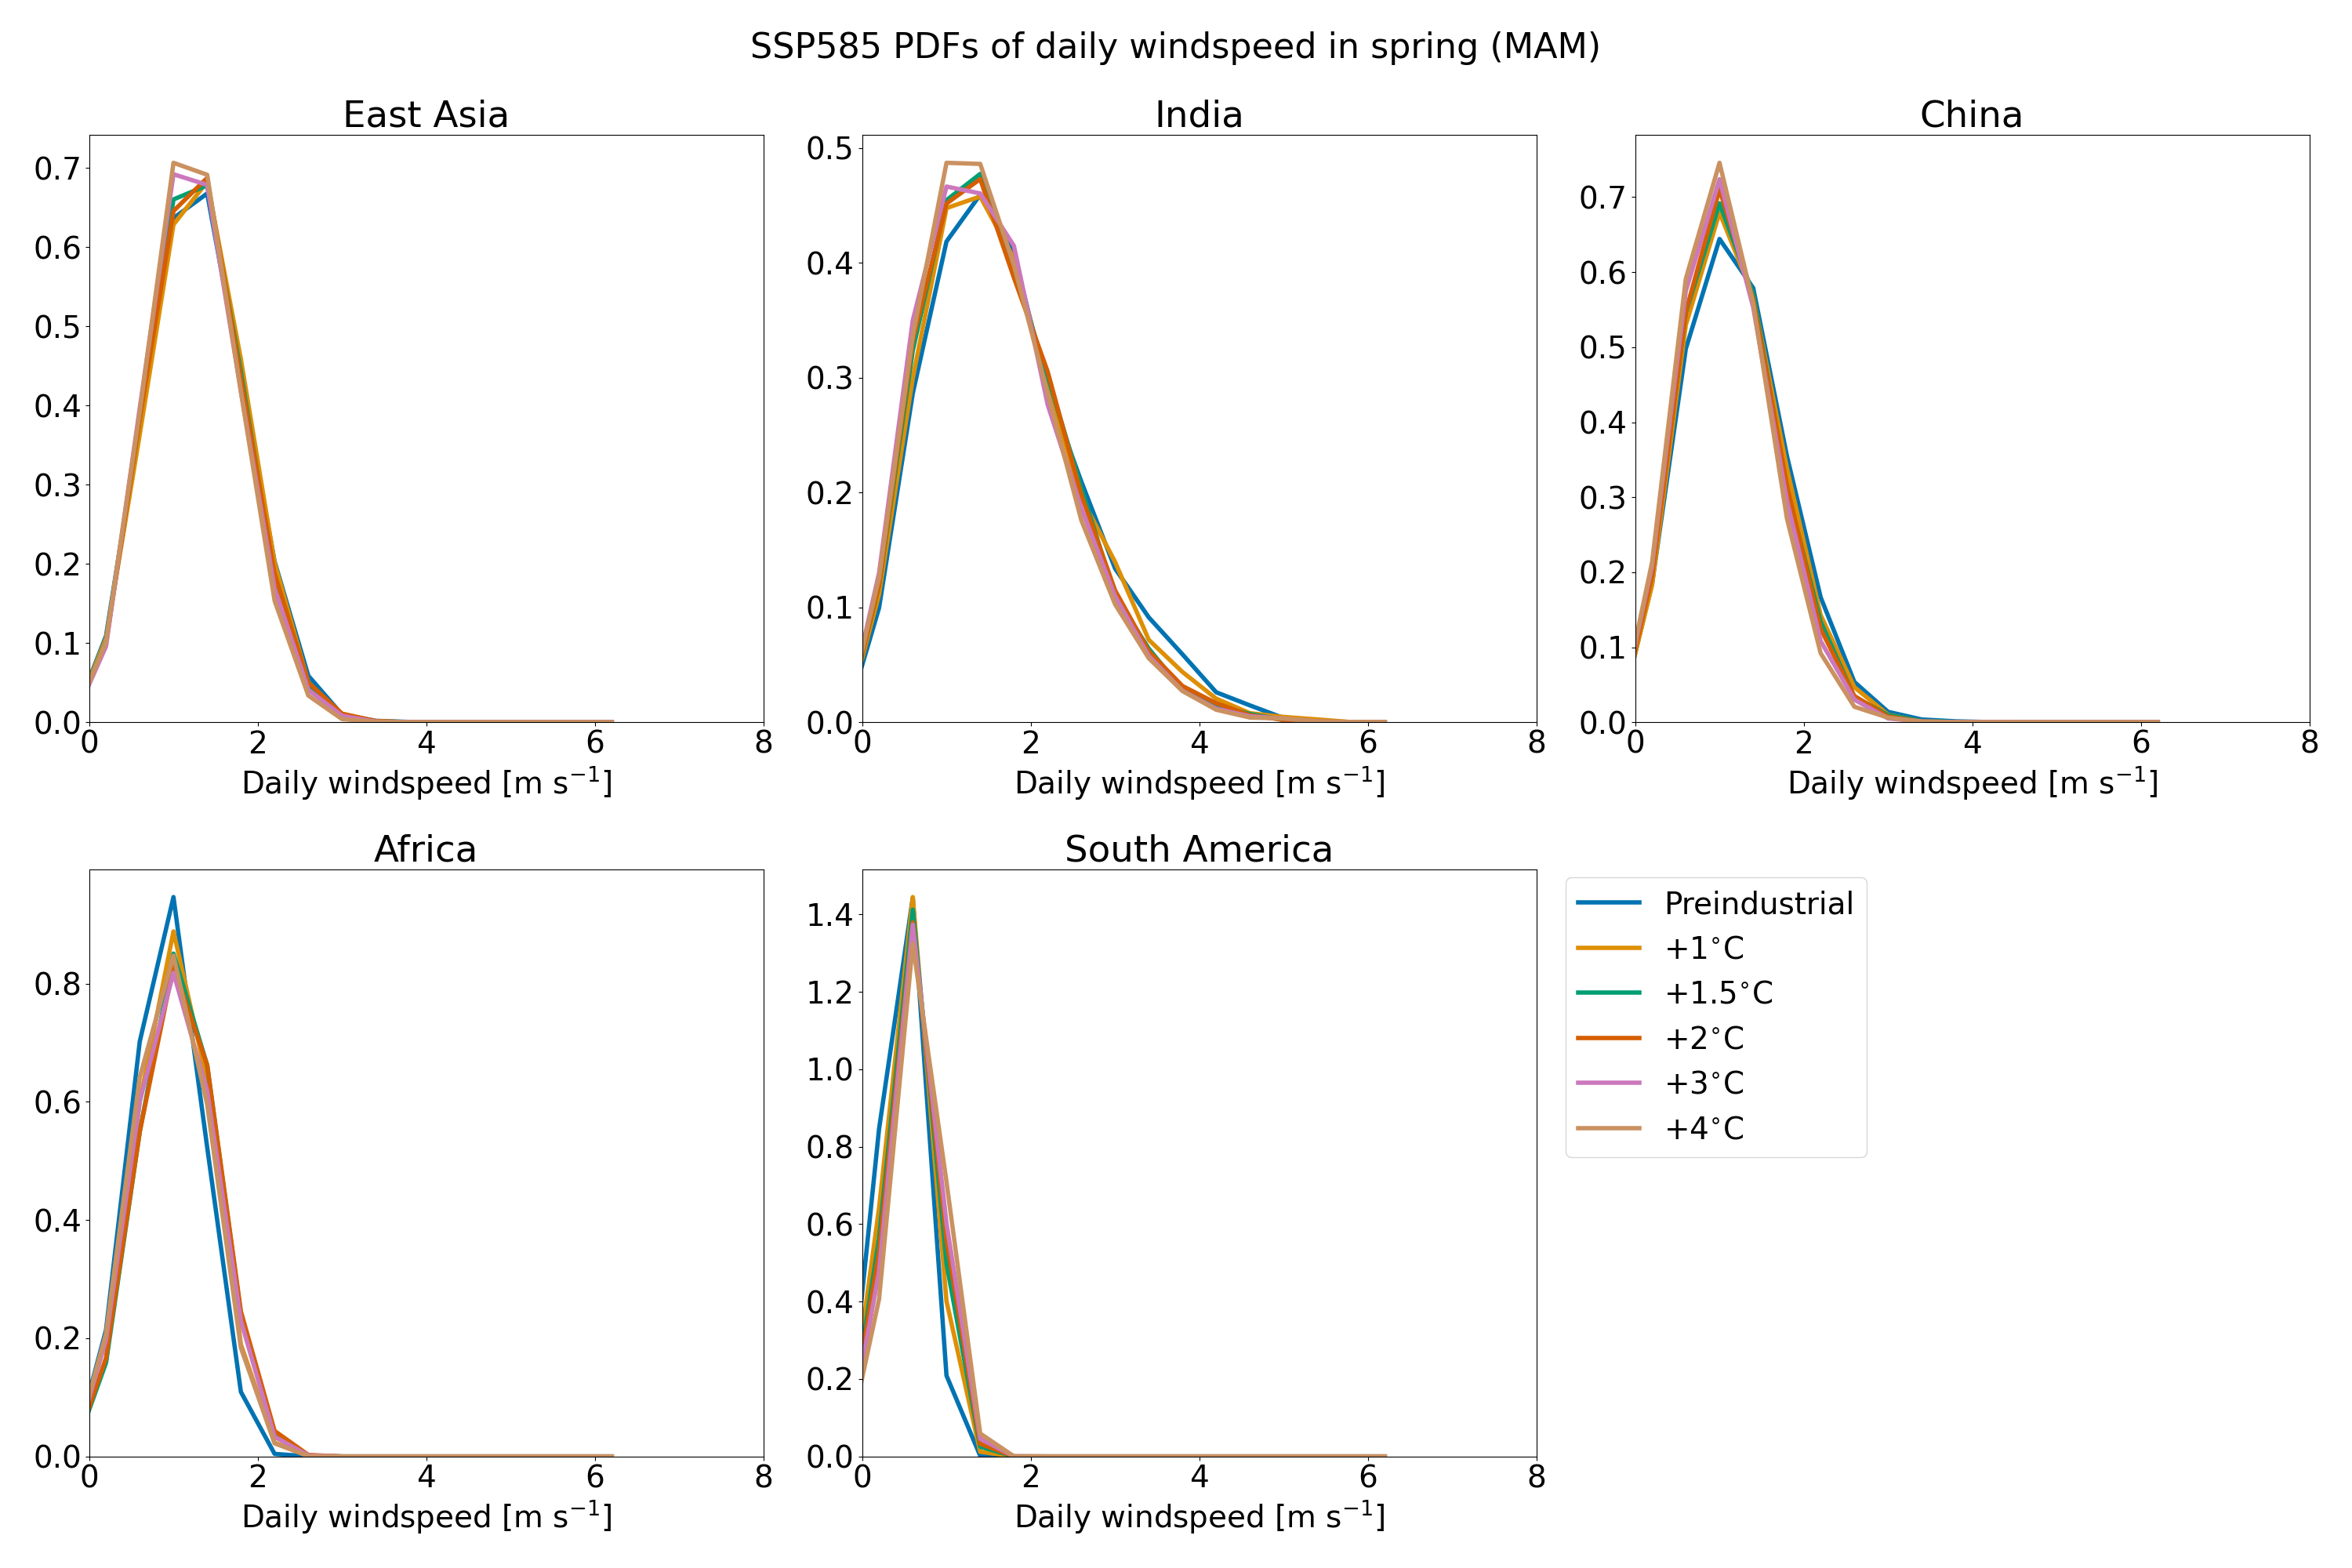 SSP585 PDFs of daily windspeed in spring (MAM)
East Asia
0.7
0.6
0.5
0.4
0.3
0.2
0.1
0.0
0 2 4 6 8
Daily windspeed [m s⁻¹]
India
0.5
0.4
0.3
0.2
0.1
0.0
0 2 4 6 8
Daily windspeed [m s⁻¹]
China
0.7
0.6
0.5
0.4
0.3
0.2
0.1
0.0
0 2 4 6 8
Daily windspeed [m s⁻¹]
Africa
0.8
0.6
0.4
0.2
0.0
0 2 4 6 8
Daily windspeed [m s⁻¹]
South America
1.4
1.2
1.0
0.8
0.6
0.4
0.2
0.0
0 2 4 6 8
Daily windspeed [m s⁻¹]
Preindustrial
+1°C
+1.5°C
+2°C
+3°C
+4°C